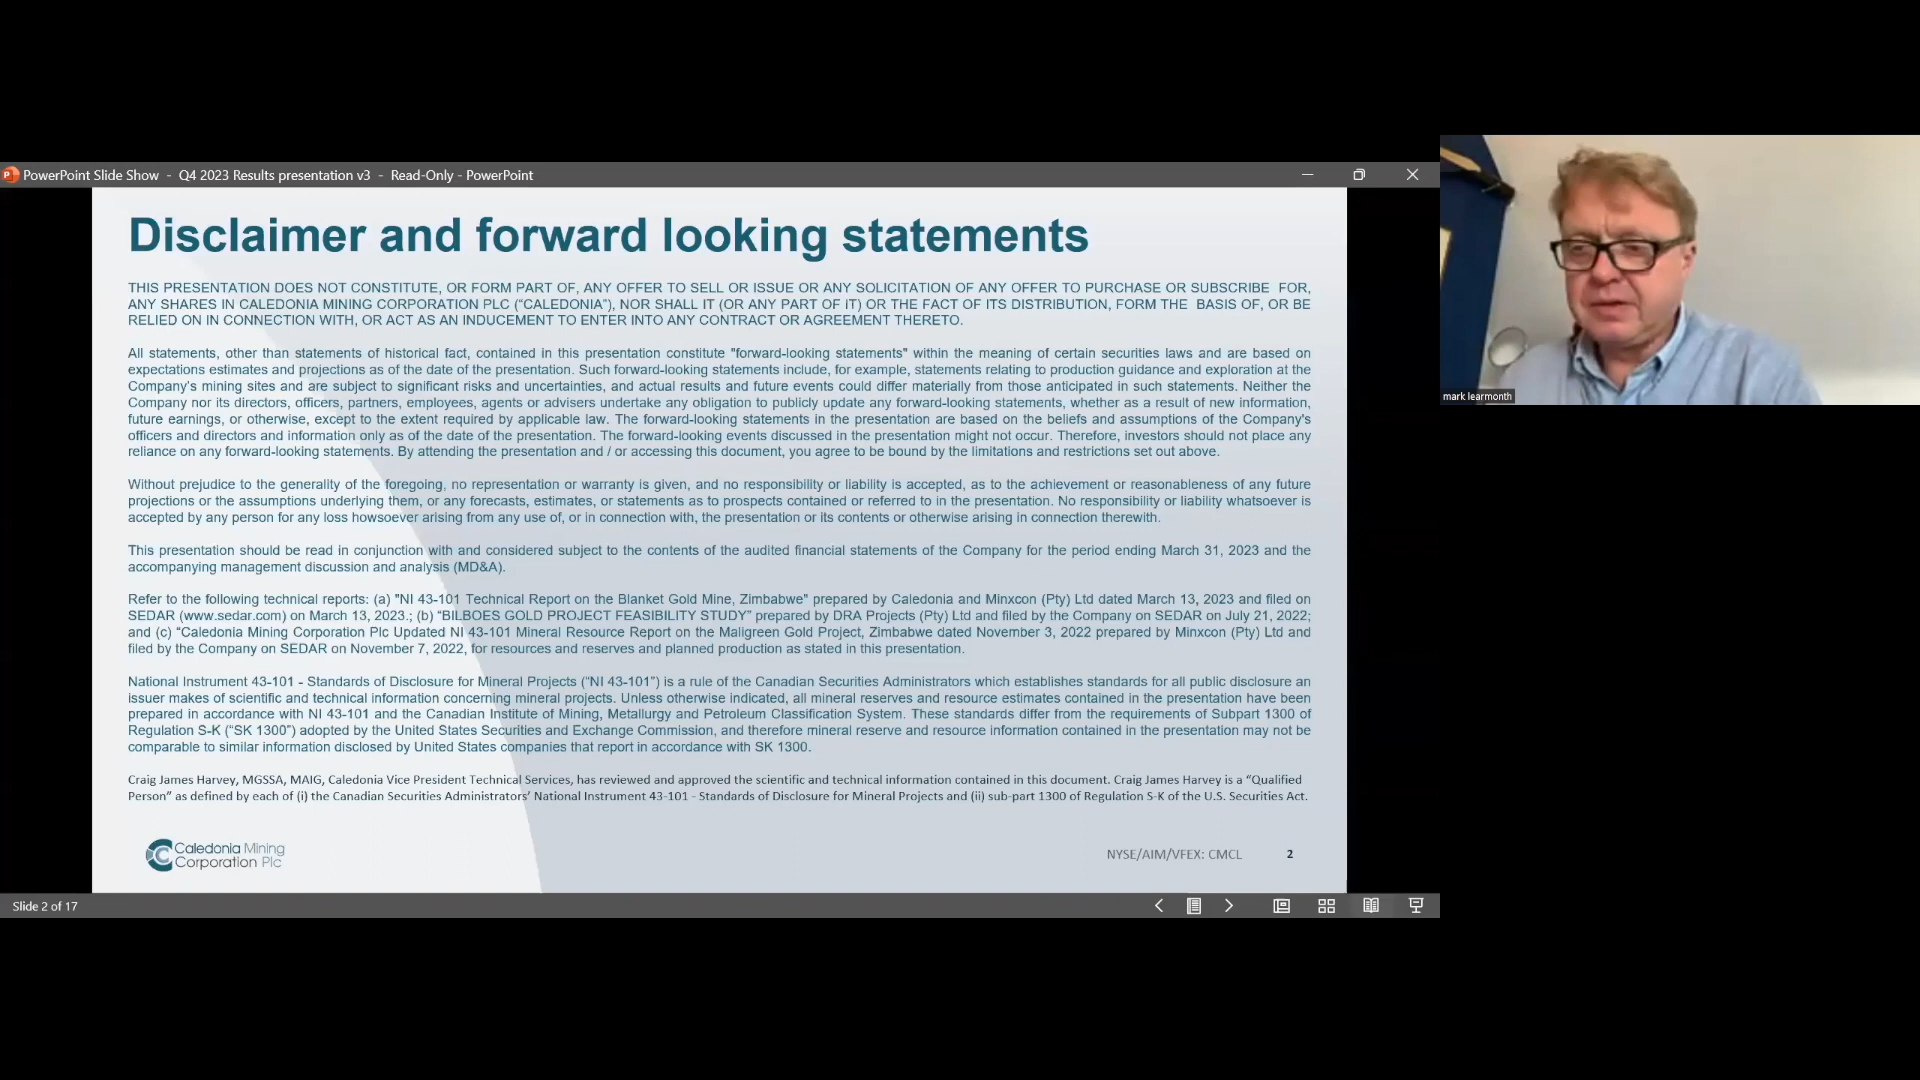 PowerPoint Slide Show - Q4 2023 Results presentation v3 - Read-Only - PowerPoint
Disclaimer and forward looking statements
THIS PRESENTATION DOES NOT CONSTITUTE, OR FORM PART OF, ANY OFFER TO SELL OR ISSUE OR ANY SOLICITATION OF ANY OFFER TO PURCHASE OR SUBSCRIBE FOR,
ANY SHARES IN CALEDONIA MINING CORPORATION PLC ("CALEDONIA"), NOR SHALL IT (OR ANY PART OF IT) OR THE FACT OF ITS DISTRIBUTION, FORM THE BASIS OF, OR BE
RELIED ON IN CONNECTION WITH, OR ACT AS AN INDUCEMENT TO ENTER INTO ANY CONTRACT OR AGREEMENT THERETO.
All statements, other than statements of historical fact, contained in this presentation constitute "forward-looking statements" within the meaning of certain securities laws and are based on
expectations estimates and projections as of the date of the presentation. Such forward-looking statements include, for example, statements relating to production guidance and exploration at the
Company's mining sites and are subject to significant risks and uncertainties, and actual results and future events could differ materially from those anticipated in such statements. Neither the
Company nor its directors, officers, partners, employees, agents or advisers undertake any obligation to publicly update any forward-looking statements, whether as a result of new information,
future earnings, or otherwise, except to the extent required by applicable law. The forward-looking statements in the presentation are based on the beliefs and assumptions of the Company's
officers and directors and information only as of the date of the presentation. The forward-looking events discussed in the presentation might not occur. Therefore, investors should not place any
reliance on any forward-looking statements. By attending the presentation and / or accessing this document, you agree to be bound by the limitations and restrictions set out above.
Without prejudice to the generality of the foregoing, no representation or warranty is given, and no responsibility or liability is accepted, as to the achievement or reasonableness of any future
projections or the assumptions underlying them, or any forecasts, estimates, or statements as to prospects contained or referred to in the presentation. No responsibility or liability whatsoever is
accepted by any person for any loss howsoever arising from any use of, or in connection with, the presentation or its contents or otherwise arising in connection therewith.
This presentation should be read in conjunction with and considered subject to the contents of the audited financial statements of the Company for the period ending March 31, 2023 and the
accompanying management discussion and analysis (MD&A).
Refer to the following technical reports: (a) "NI 43-101 Technical Report on the Blanket Gold Mine, Zimbabwe" prepared by Caledonia and Minxcon (Pty) Ltd dated March 13, 2023 and filed on
SEDAR (www.sedar.com) on March 13, 2023.; (b) "BILBOES GOLD PROJECT FEASIBILITY STUDY" prepared by DRA Projects (Pty) Ltd and filed by the Company on SEDAR on July 21, 2022;
and (c) "Caledonia Mining Corporation Plc Updated NI 43-101 Mineral Resource Report on the Maligreen Gold Project, Zimbabwe dated November 3, 2022 prepared by Minxcon (Pty) Ltd and
filed by the Company on SEDAR on November 7, 2022, for resources and reserves and planned production as stated in this presentation.
National Instrument 43-101 - Standards of Disclosure for Mineral Projects ("NI 43-101") is a rule of the Canadian Securities Administrators which establishes standards for all public disclosure an
issuer makes of scientific and technical information concerning mineral projects. Unless otherwise indicated, all mineral reserves and resource estimates contained in the presentation have been
prepared in accordance with NI 43-101 and the Canadian Institute of Mining, Metallurgy and Petroleum Classification System. These standards differ from the requirements of Subpart 1300 of
Regulation S-K ("SK 1300") adopted by the United States Securities and Exchange Commission, and therefore mineral reserve and resource information contained in the presentation may not be
comparable to similar information disclosed by United States companies that report in accordance with SK 1300.
Craig James Harvey, MGSSA, MAIG, Caledonia Vice President Technical Services, has reviewed and approved the scientific and technical information contained in this document. Craig James Harvey is a "Qualified
Person" as defined by each of (i) the Canadian Securities Administrators' National Instrument 43-101 - Standards of Disclosure for Mineral Projects and (ii) sub-part 1300 of Regulation S-K of the U.S. Securities Act.
Caledonia Mining
Corporation Plc
NYSE/AIM/VFEX: CMCL
2
Slide 2 of 17
mark learmonth